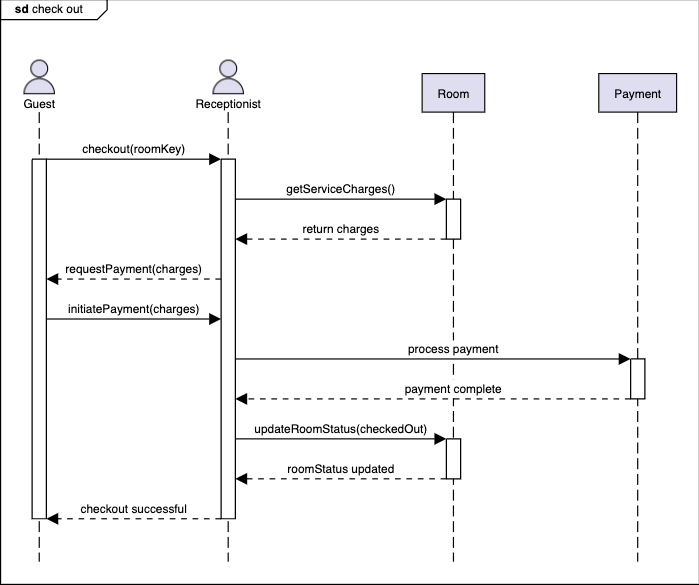 sd check out
Guest
Receptionist
Room
Payment
checkout(roomKey)
getServiceCharges()
return charges
requestPayment(charges)
initiatePayment(charges)
process payment
payment complete
updateRoomStatus(checkedOut)
roomStatus updated
checkout successful